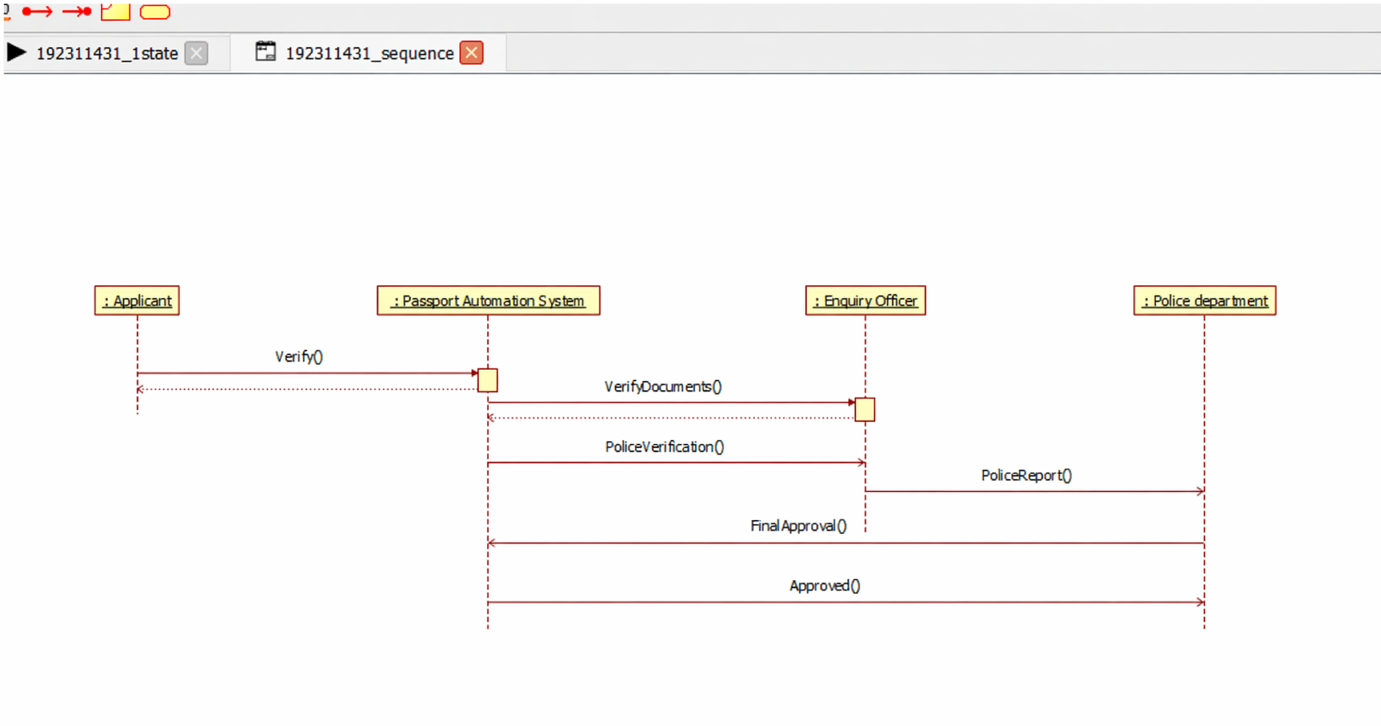 192311431_1state
192311431_sequence
: Applicant
: Passport Automation System
: Enquiry Officer
: Police department
Verify()
VerifyDocuments()
PoliceVerification()
PoliceReport()
FinalApproval()
Approved()